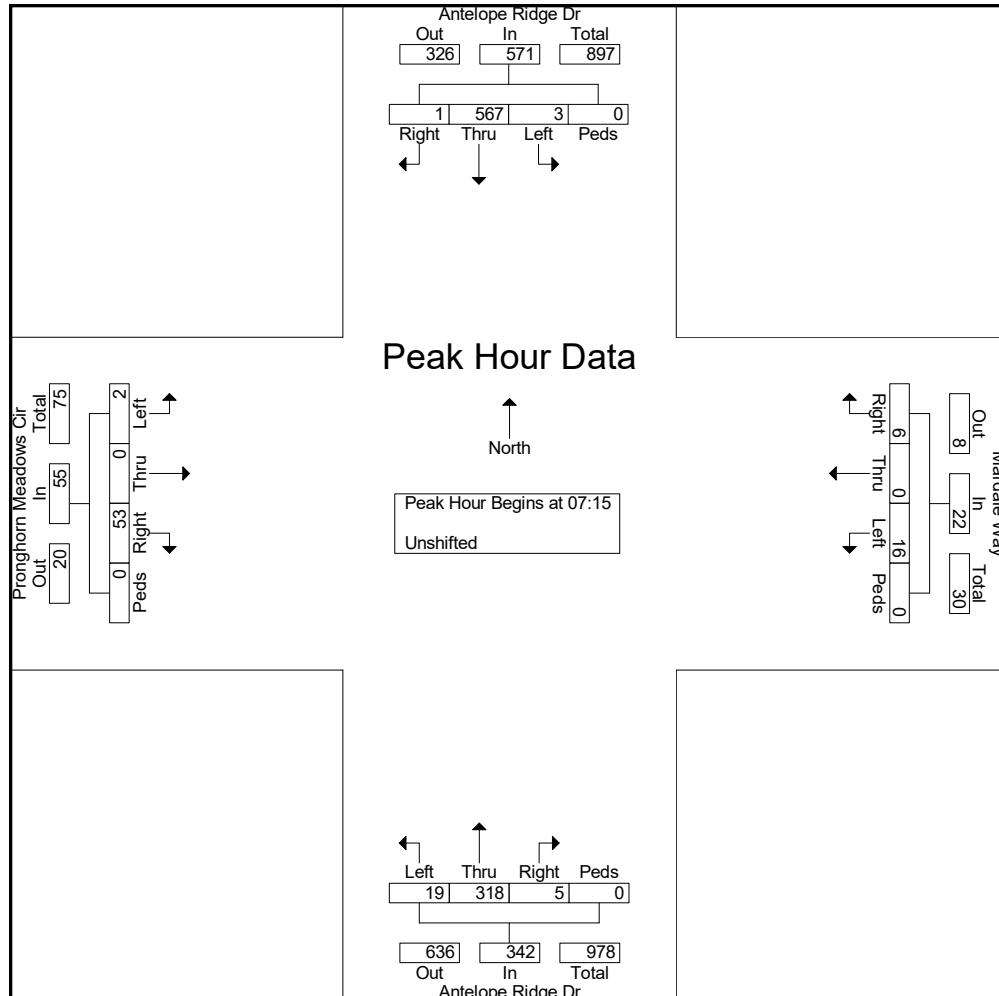 Antelope Ridge Dr
Out In Total
326 571 897
1 567 3 0
Right Thru Left Peds
Peak Hour Data
North
Peak Hour Begins at 07:15
Unshifted
Pronghorn Meadows Cir
Total In Out
75 55 20
2 0 53 0
Left Thru Right Peds
Right Thru Left Peds
6 0 16 0
8 22 30
Out In Total
Mardale Way
Left Thru Right Peds
19 318 5 0
636 342 978
Out In Total
Antelope Ridge Dr